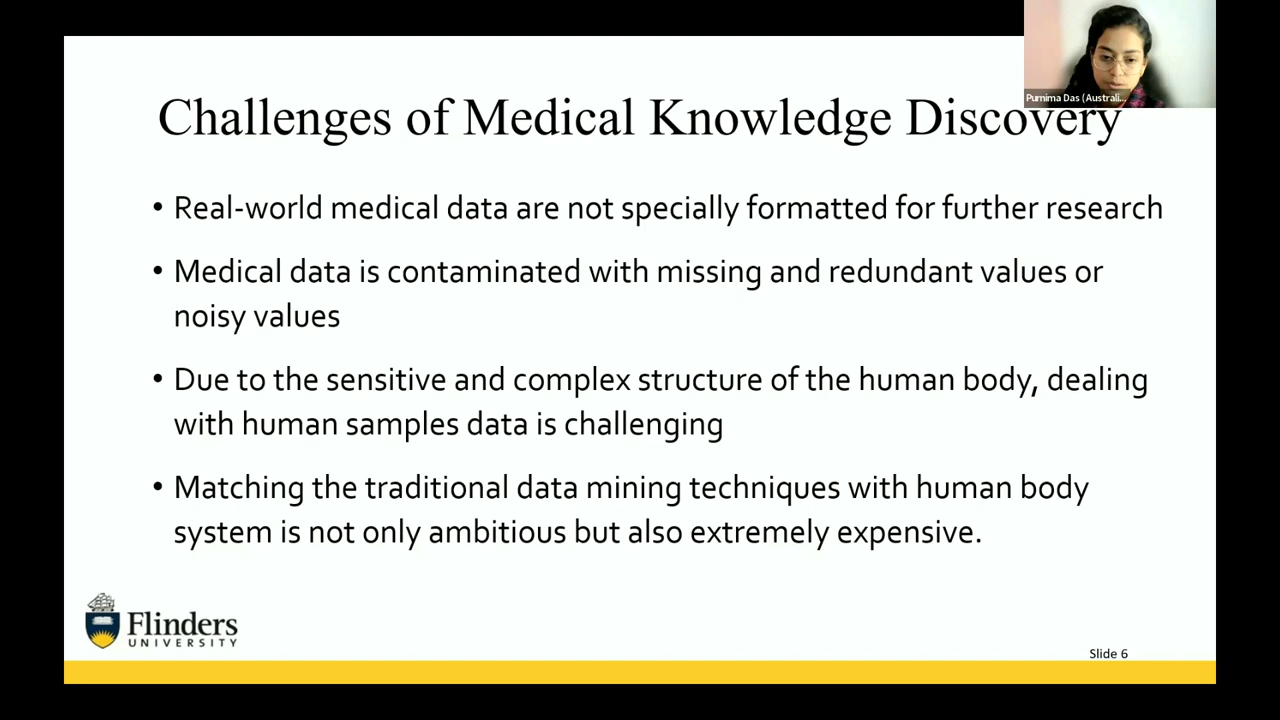 Purnima Das (Australi...
Challenges of Medical Knowledge Discovery
• Real-world medical data are not specially formatted for further research
• Medical data is contaminated with missing and redundant values or
noisy values
• Due to the sensitive and complex structure of the human body, dealing
with human samples data is challenging
• Matching the traditional data mining techniques with human body
system is not only ambitious but also extremely expensive.
Flinders
UNIVERSITY
Slide 6